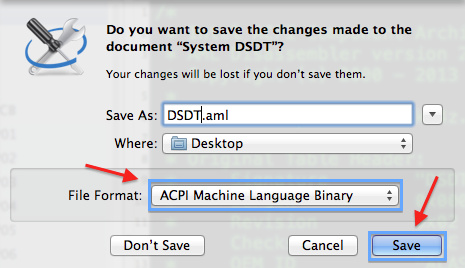 Do you want to save the changes made to the
document “System DSDT”?
Your changes will be lost if you don’t save them.
Save As: DSDT.aml
Where: Desktop
File Format: ACPI Machine Language Binary
Don’t Save Cancel Save